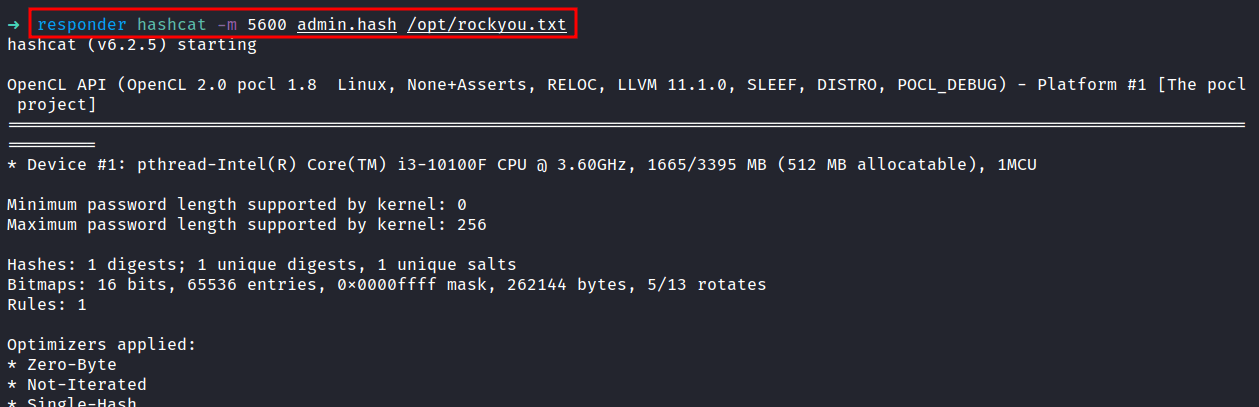 → responder hashcat -m 5600 admin.hash /opt/rockyou.txt
hashcat (v6.2.5) starting
OpenCL API (OpenCL 2.0 pocl 1.8  Linux, None+Asserts, RELOC, LLVM 11.1.0, SLEEF, DISTRO, POCL_DEBUG) - Platform #1 [The pocl
 project]
============================================================================================================================
=========
* Device #1: pthread-Intel(R) Core(TM) i3-10100F CPU @ 3.60GHz, 1665/3395 MB (512 MB allocatable), 1MCU
Minimum password length supported by kernel: 0
Maximum password length supported by kernel: 256
Hashes: 1 digests; 1 unique digests, 1 unique salts
Bitmaps: 16 bits, 65536 entries, 0x0000ffff mask, 262144 bytes, 5/13 rotates
Rules: 1
Optimizers applied:
* Zero-Byte
* Not-Iterated
* Single-Hash